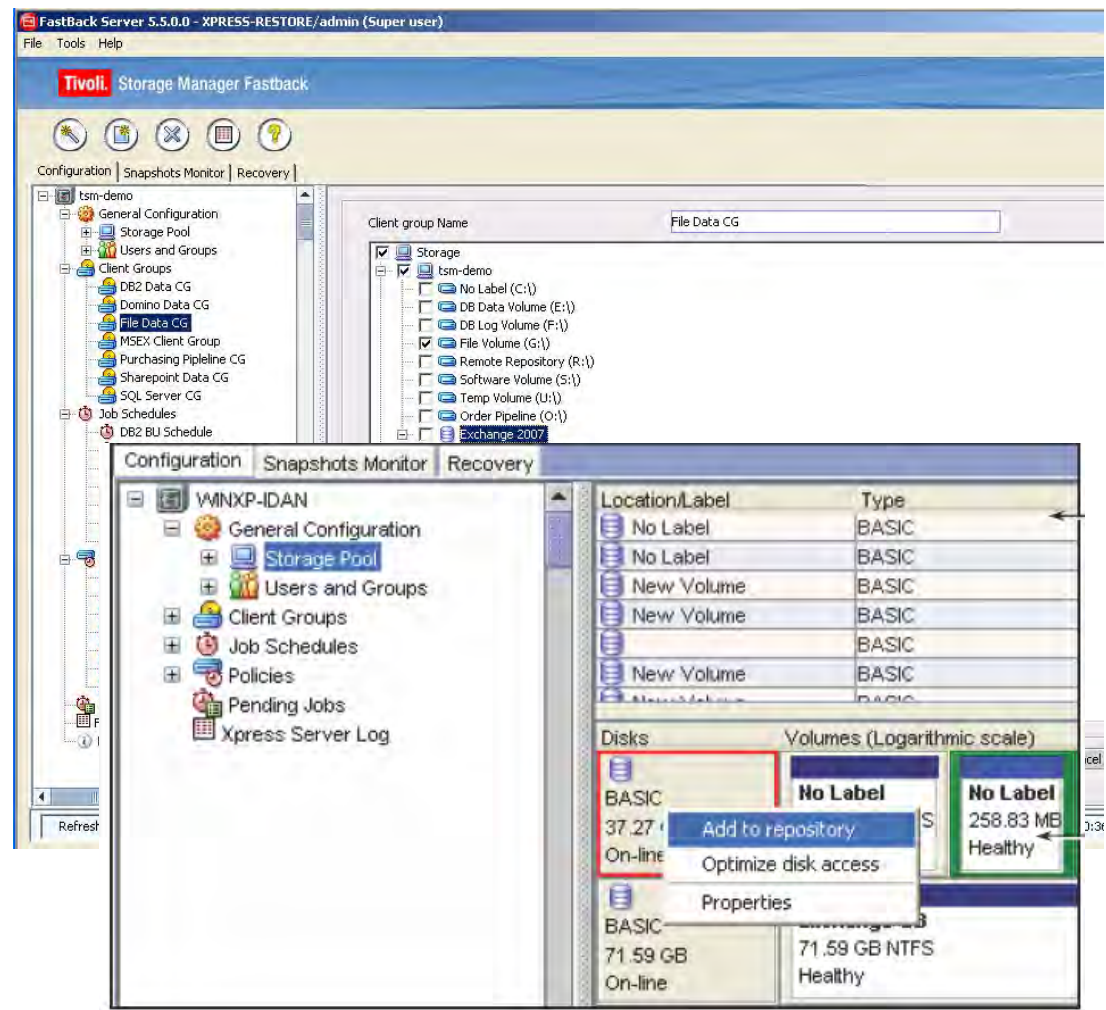 FastBack Server 5.5.0.0 - XPRESS-RESTORE/admin (Super user)
File Tools Help
Tivoli. Storage Manager Fastback
Configuration Snapshots Monitor Recovery
tsm-demo
General Configuration
Storage Pool
Users and Groups
Client Groups
DB2 Data CG
Domino Data CG
File Data CG
MSEX Client Group
Purchasing Pipleline CG
Sharepoint Data CG
SQL Server CG
Job Schedules
DB2 BU Schedule
Client group Name File Data CG
Storage
tsm-demo
No Label (C:\)
DB Data Volume (E:\)
DB Log Volume (F:\)
File Volume (G:\)
Remote Repository (R:\)
Software Volume (S:\)
Temp Volume (U:\)
Order Pipeline (O:\)
Exchange 2007
Refresh
Configuration Snapshots Monitor Recovery
WINXP-IDAN
General Configuration
Storage Pool
Users and Groups
Client Groups
Job Schedules
Policies
Pending Jobs
Xpress Server Log
Location/Label Type
No Label BASIC
No Label BASIC
New Volume BASIC
New Volume BASIC
BASIC
New Volume BASIC
Disks Volumes (Logarithmic scale)
BASIC
37.27
On-line
No Label
No Label
258.83 MB
Healthy
Add to repository
Optimize disk access
Properties
BASIC
71.59 GB
On-line
71.59 GB NTFS
Healthy